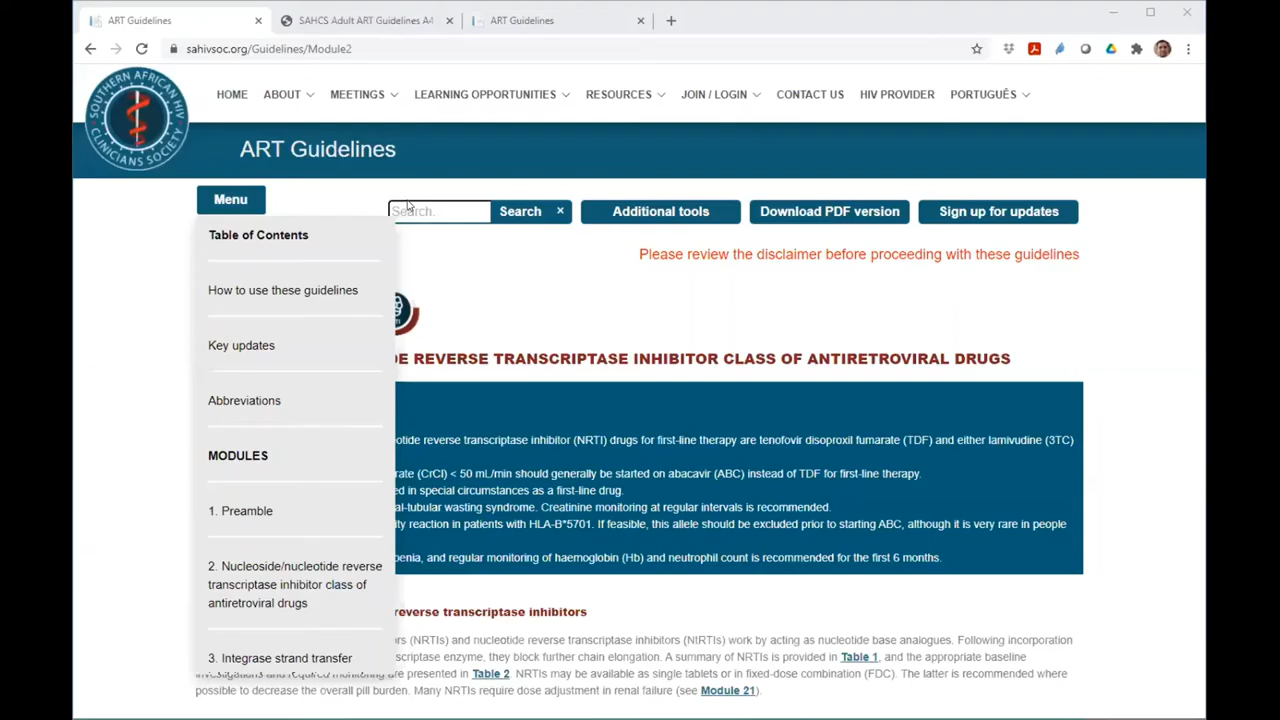 ART Guidelines
SAHCS Adult ART Guidelines A4
ART Guidelines
sahivsoc.org/Guidelines/Module2
SOUTHERN AFRICAN HIV CLINICIANS SOCIETY
HOME ABOUT MEETINGS LEARNING OPPORTUNITIES RESOURCES JOIN / LOGIN CONTACT US HIV PROVIDER PORTUGUÊS
ART Guidelines
Menu
Search. Search × Additional tools Download PDF version Sign up for updates
Table of Contents
Please review the disclaimer before proceeding with these guidelines
How to use these guidelines
Key updates
REVERSE TRANSCRIPTASE INHIBITOR CLASS OF ANTIRETROVIRAL DRUGS
Abbreviations
reverse transcriptase inhibitor (NRTI) drugs for first-line therapy are tenofovir disoproxil fumarate (TDF) and either lamivudine (3TC)
MODULES
(CrCl) < 50 mL/min should generally be started on abacavir (ABC) instead of TDF for first-line therapy.
in special circumstances as a first-line drug.
al-tubular wasting syndrome. Creatinine monitoring at regular intervals is recommended.
1. Preamble
reaction in patients with HLA-B*5701. If feasible, this allele should be excluded prior to starting ABC, although it is very rare in people
penia, and regular monitoring of haemoglobin (Hb) and neutrophil count is recommended for the first 6 months.
2. Nucleoside/nucleotide reverse
transcriptase inhibitor class of
antiretroviral drugs
reverse transcriptase inhibitors
(NRTIs) and nucleotide reverse transcriptase inhibitors (NtRTIs) work by acting as nucleotide base analogues. Following incorporation
3. Integrase strand transfer
enzyme, they block further chain elongation. A summary of NRTIs is provided in Table 1, and the appropriate baseline
investigations and required monitoring are presented in Table 2. NRTIs may be available as single tablets or in fixed-dose combination (FDC). The latter is recommended where
possible to decrease the overall pill burden. Many NRTIs require dose adjustment in renal failure (see Module 21).